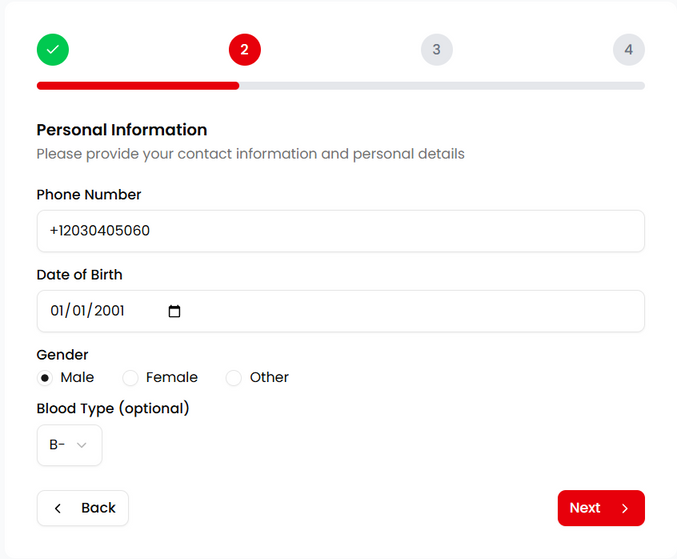 2 3 4
Personal Information
Please provide your contact information and personal details
Phone Number
+12030405060
Date of Birth
01/01/2001
Gender
Male Female Other
Blood Type (optional)
B-
Back Next